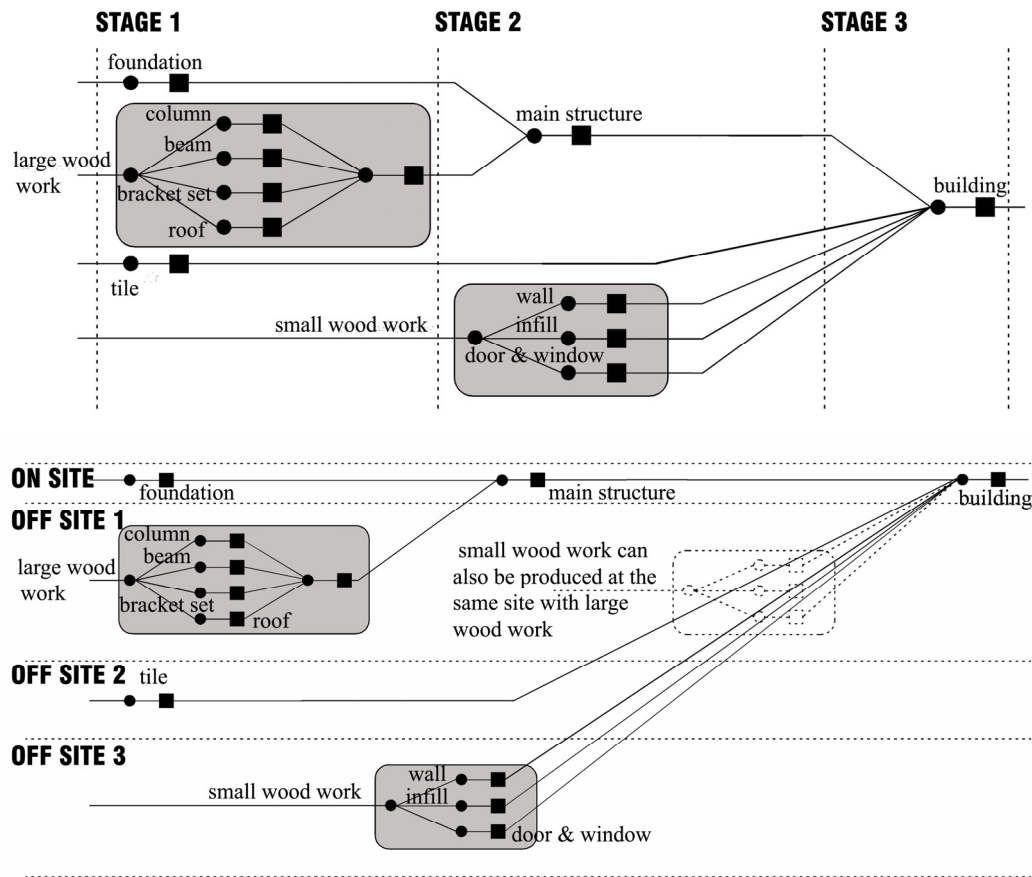 STAGE 1
STAGE 2
STAGE 3
foundation
column
beam
large wood
work
bracket set
roof
main structure
building
tile
small wood work
wall
infill
door & window
ON SITE
foundation
main structure
building
OFF SITE 1
column
beam
large wood
work
bracket set
roof
small wood work can
also be produced at the
same site with large
wood work
OFF SITE 2
tile
OFF SITE 3
small wood work
wall
infill
door & window